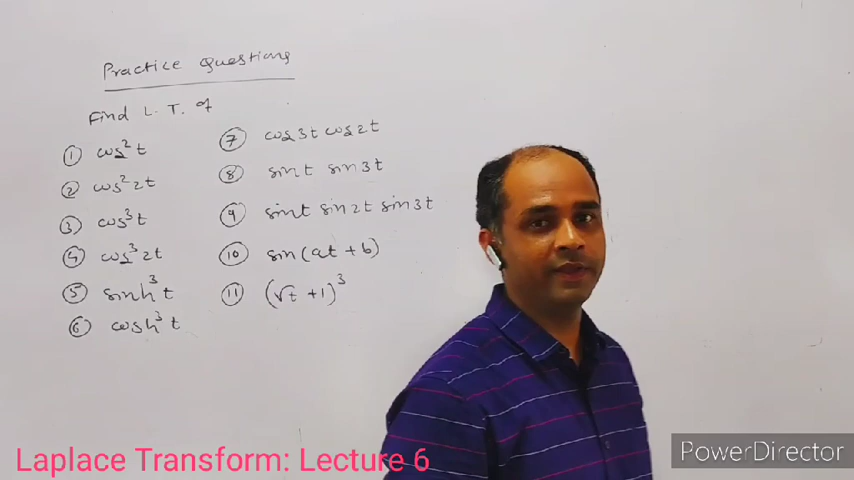 Practice Questions
Find L.T. of
① cos²t
② cos²2t
③ cos³t
④ cos³2t
⑤ sinh³t
⑥ cosh³t
⑦ cos3t cos2t
⑧ sint sin3t
⑨ sint sin2t sin3t
⑩ sin(at+b)
⑪ (√t +1)³
Laplace Transform: Lecture 6
PowerDirector